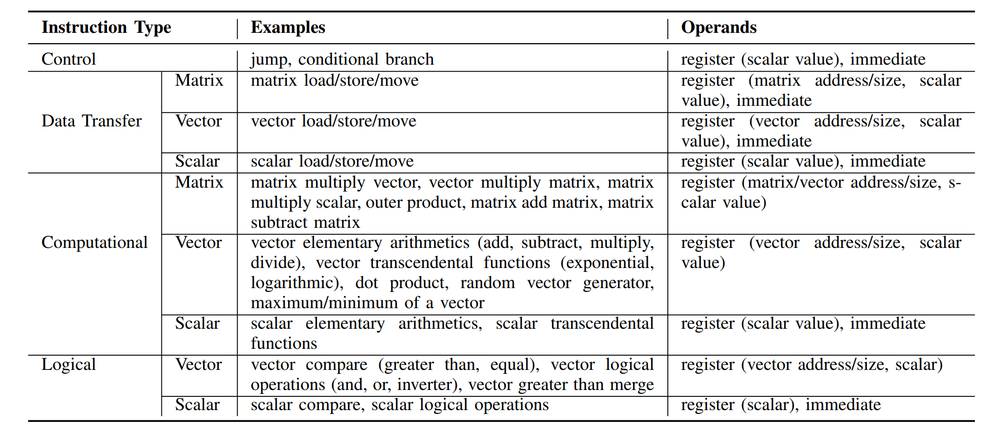 Instruction Type Examples Operands
Control jump, conditional branch register (scalar value), immediate
Matrix matrix load/store/move register (matrix address/size, scalar
value), immediate
Data Transfer Vector vector load/store/move register (vector address/size, scalar
value), immediate
Scalar scalar load/store/move register (scalar value), immediate
Matrix matrix multiply vector, vector multiply matrix, matrix register (matrix/vector address/size, s-
multiply scalar, outer product, matrix add matrix, matrix calar value)
subtract matrix
Computational Vector vector elementary arithmetics (add, subtract, multiply, register (vector address/size, scalar
divide), vector transcendental functions (exponential, value)
logarithmic), dot product, random vector generator,
maximum/minimum of a vector
Scalar scalar elementary arithmetics, scalar transcendental register (scalar value), immediate
functions
Logical Vector vector compare (greater than, equal), vector logical register (vector address/size, scalar)
operations (and, or, inverter), vector greater than merge
Scalar scalar compare, scalar logical operations register (scalar), immediate